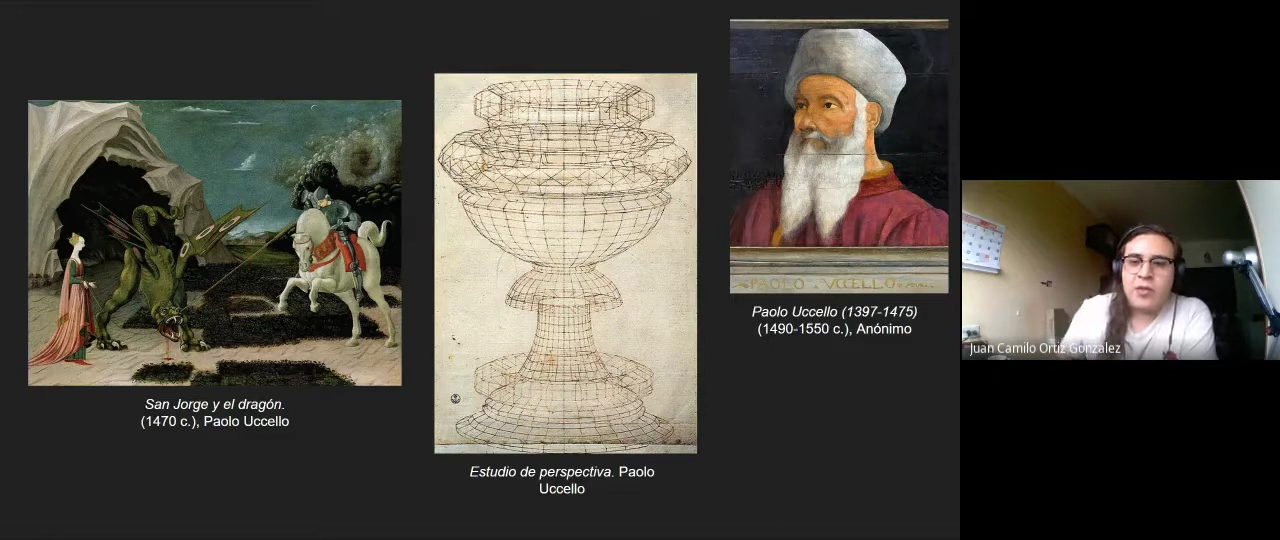 San Jorge y el dragón.
(1470 c.), Paolo Uccello
Estudio de perspectiva. Paolo
Uccello
PAOLO VCCELLO
Paolo Uccello (1397-1475)
(1490-1550 c.), Anónimo
Juan Camilo Ortiz Gonzalez